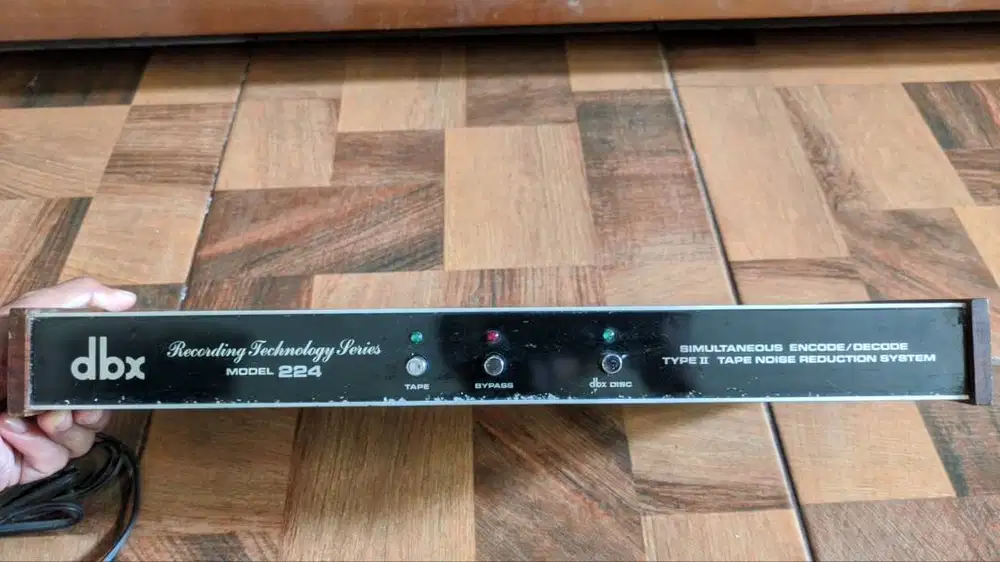 dbx
Recording Technology Series
MODEL 224
TAPE
BYPASS
dbx DISC
SIMULTANEOUS ENCODE/DECODE
TYPE II TAPE NOISE REDUCTION SYSTEM